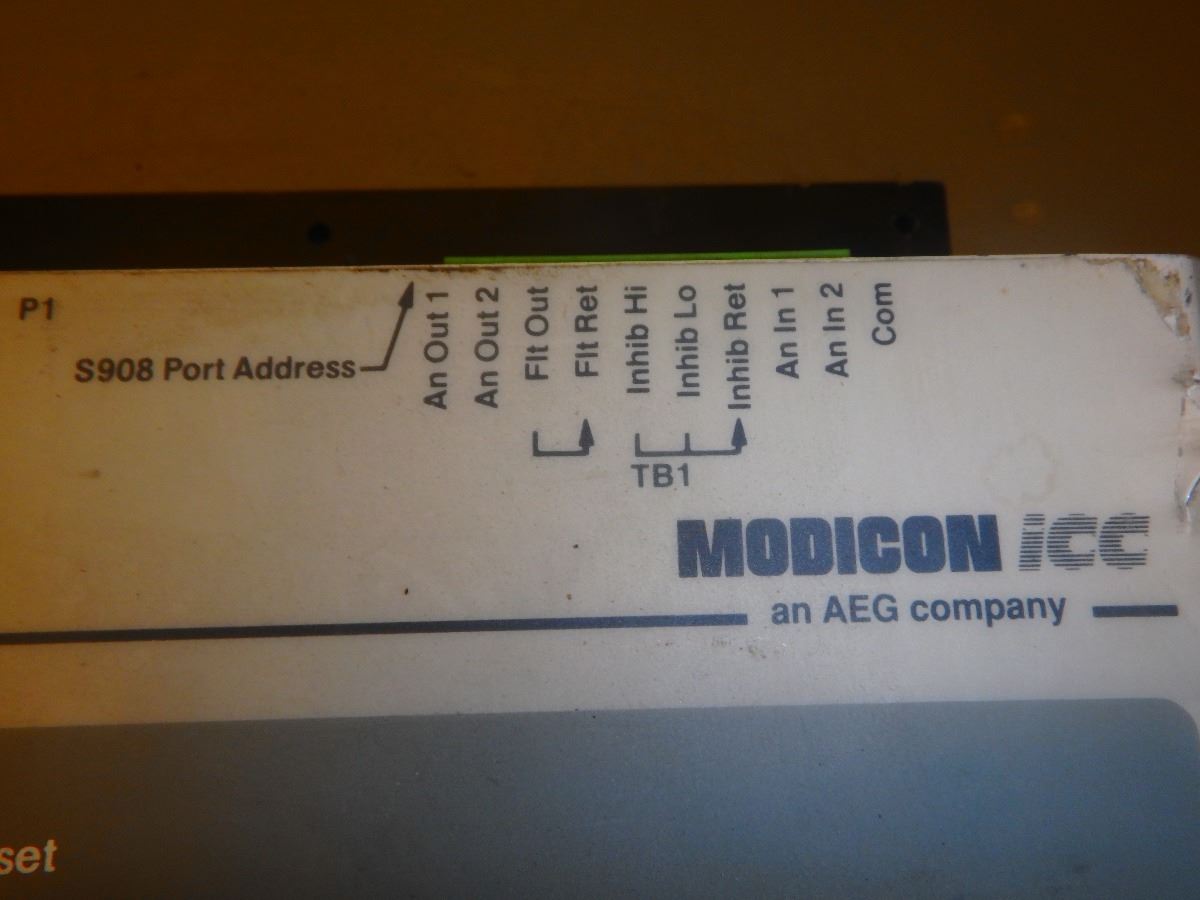 P1
S908 Port Address
An Out 1
An Out 2
Flt Out
Flt Ret
Inhib Hi
Inhib Lo
Inhib Ret
An In 1
An In 2
Com
TB1
MODICON icc
an AEG company
set